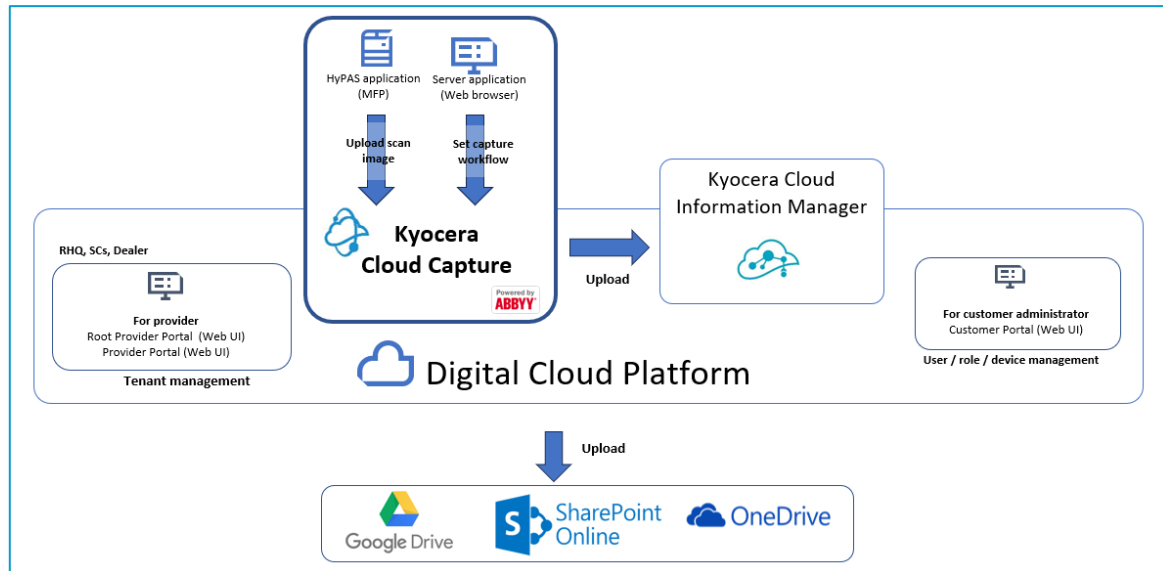 HyPAS application
(MFP)
Server application
(Web browser)
Upload scan
image
Set capture
workflow
Kyocera
Cloud Capture
Powered by
ABBYY®
Kyocera Cloud
Information Manager
Upload
RHQ, SCs, Dealer
For provider
Root Provider Portal (Web UI)
Provider Portal (Web UI)
Tenant management
For customer administrator
Customer Portal (Web UI)
User / role / device management
Digital Cloud Platform
Upload
Google Drive
S
SharePoint
Online
OneDrive